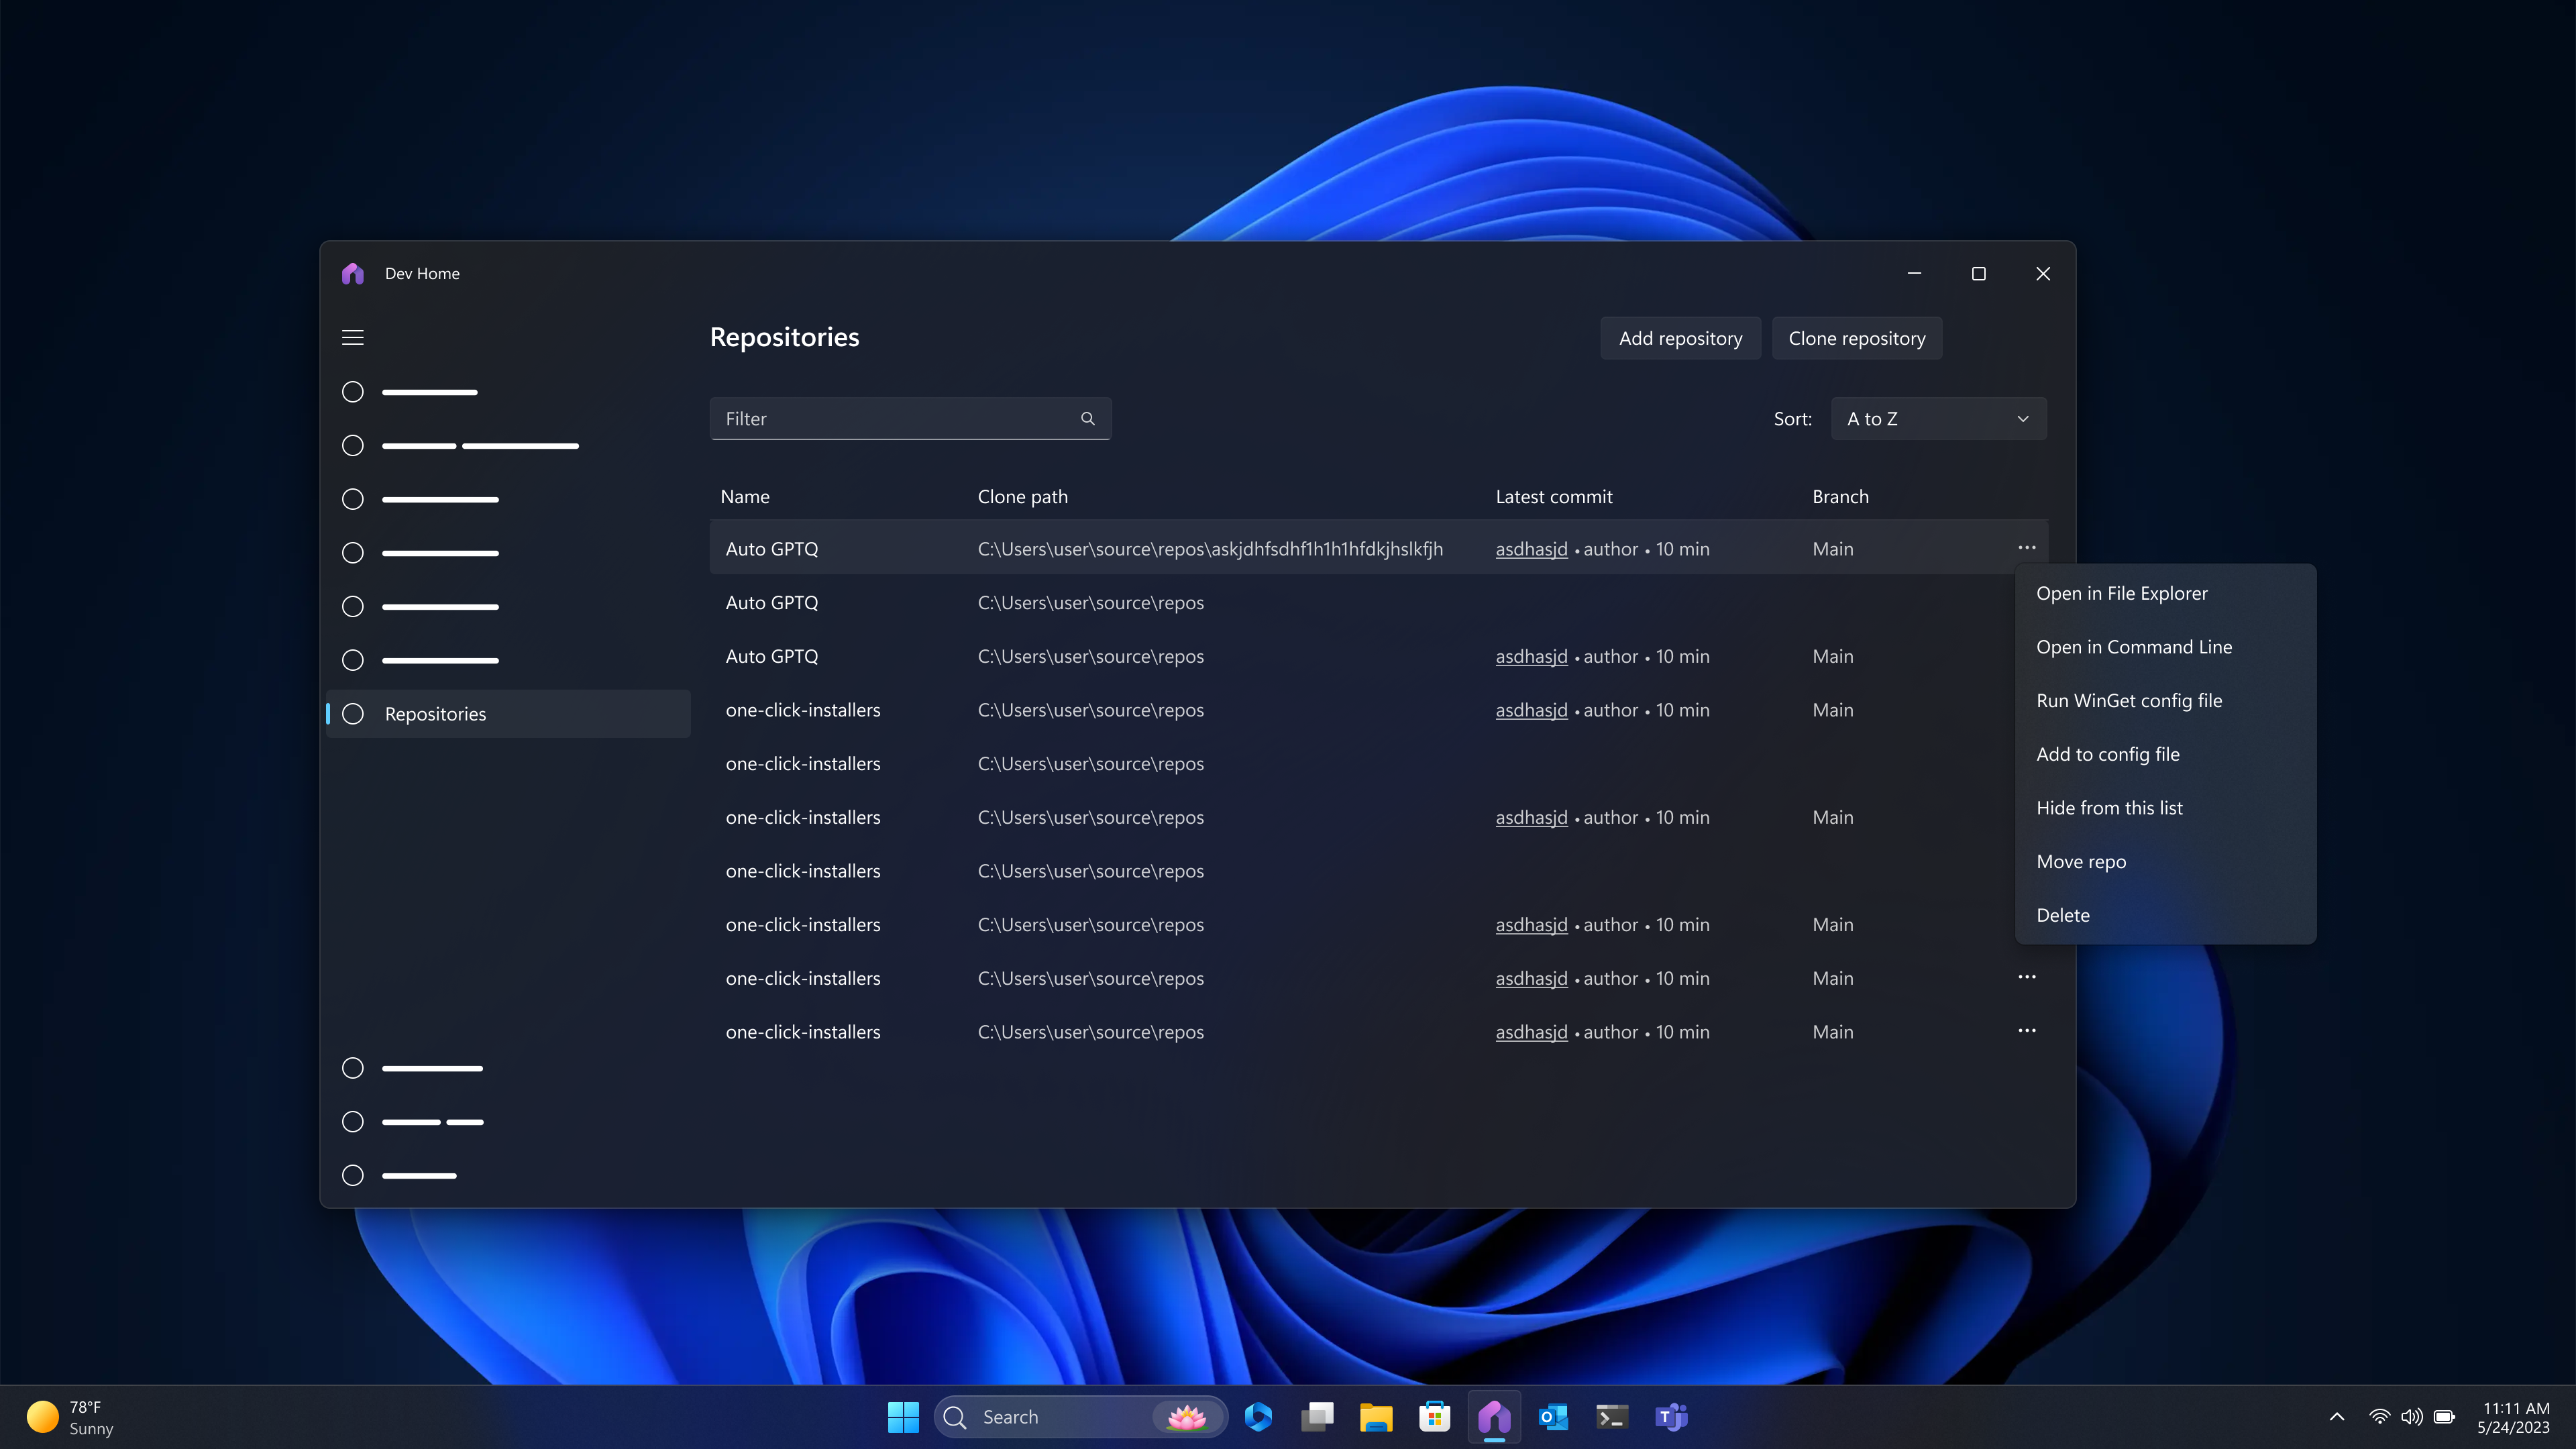 Dev Home
Repositories
Add repository
Clone repository
Filter
Sort:
A to Z
Name
Clone path
Latest commit
Branch
Auto GPTQ
C:\Users\user\source\repos\askjdhfsdhf1h1h1hfdkjhslkfjh
asdhasjd • author • 10 min
Main
Auto GPTQ
C:\Users\user\source\repos
Auto GPTQ
C:\Users\user\source\repos
asdhasjd • author • 10 min
Main
one-click-installers
C:\Users\user\source\repos
asdhasjd • author • 10 min
Main
one-click-installers
C:\Users\user\source\repos
one-click-installers
C:\Users\user\source\repos
asdhasjd • author • 10 min
Main
one-click-installers
C:\Users\user\source\repos
one-click-installers
C:\Users\user\source\repos
asdhasjd • author • 10 min
Main
one-click-installers
C:\Users\user\source\repos
asdhasjd • author • 10 min
Main
one-click-installers
C:\Users\user\source\repos
asdhasjd • author • 10 min
Main
Repositories
Open in File Explorer
Open in Command Line
Run WinGet config file
Add to config file
Hide from this list
Move repo
Delete
78°F
Sunny
Search
11:11 AM
5/24/2023